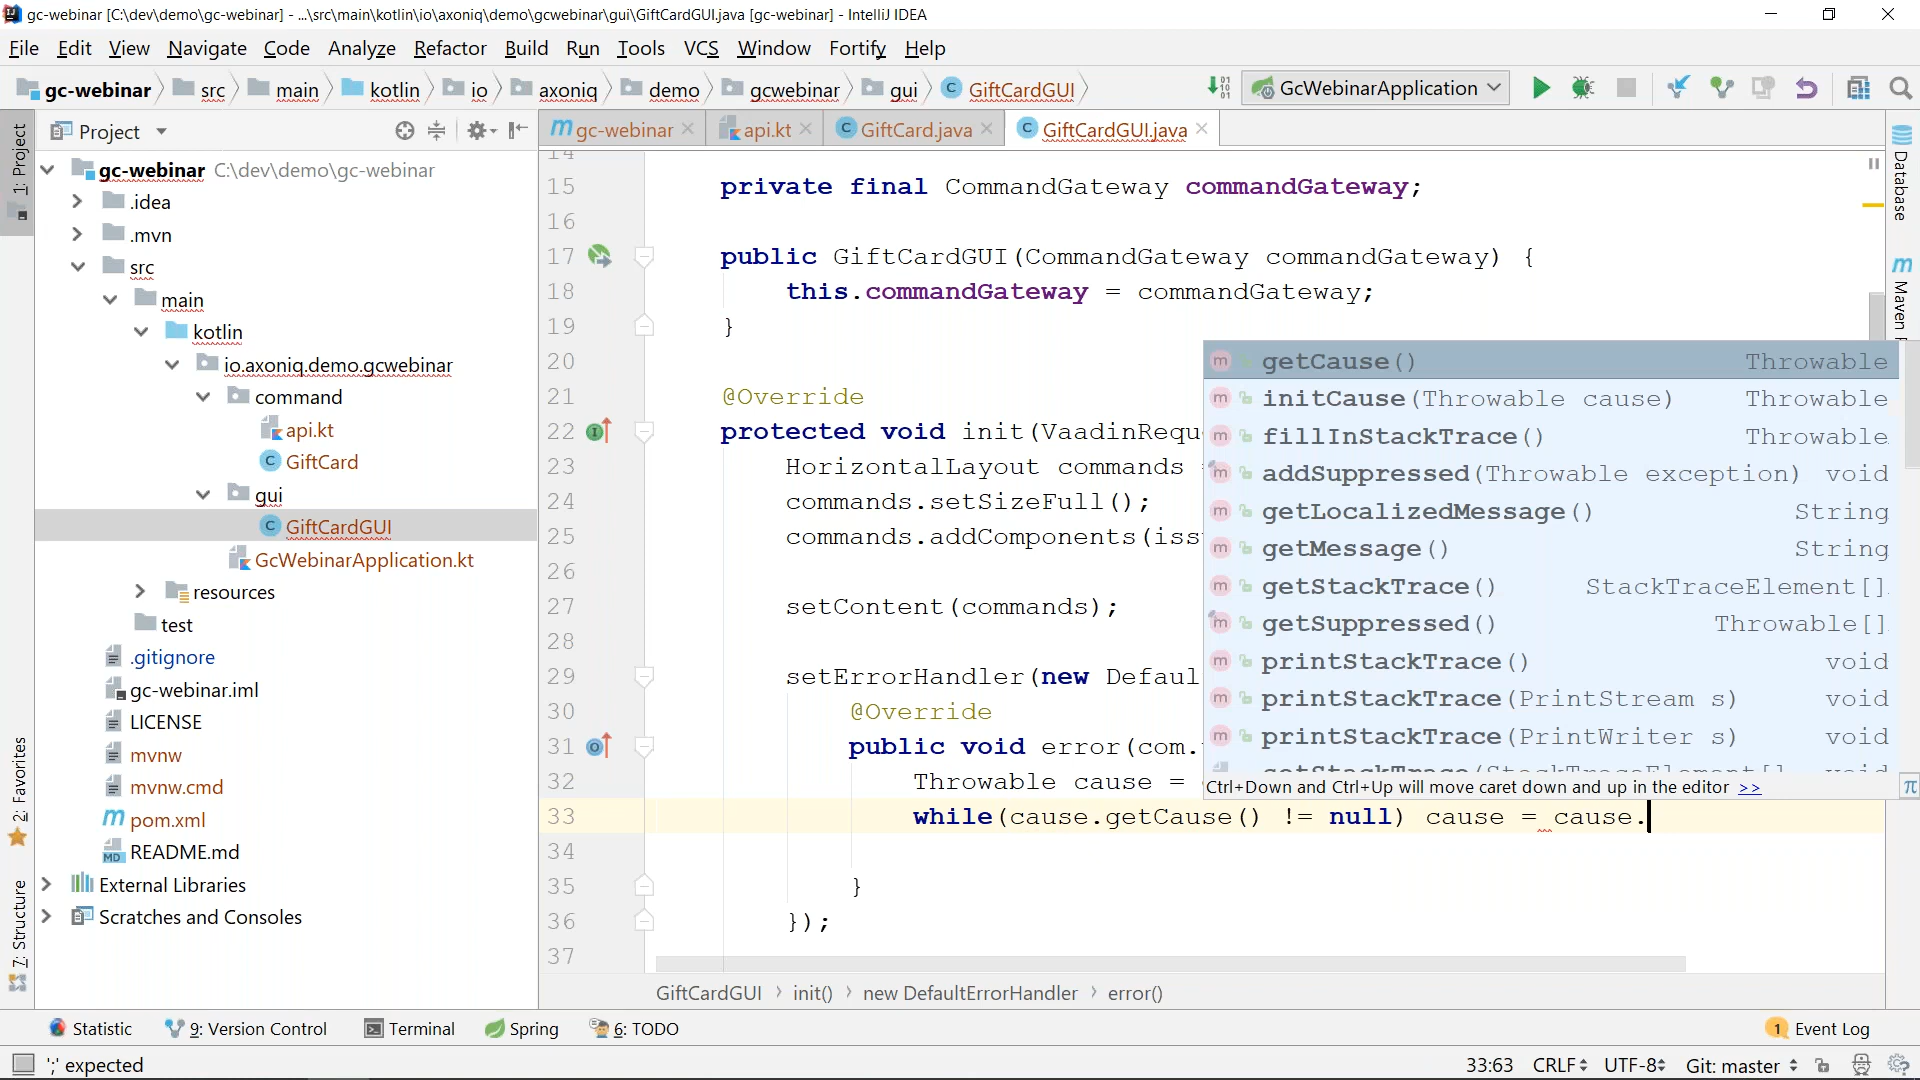 gc-webinar [C:\dev\demo\gc-webinar] - ...\src\main\kotlin\io\axoniq\demo\gcwebinar\gui\GiftCardGUI.java [gc-webinar] - IntelliJ IDEA
File Edit View Navigate Code Analyze Refactor Build Run Tools VCS Window Fortify Help
gc-webinar src main kotlin io axoniq demo gcwebinar gui GiftCardGUI GcWebinarApplication
1: Project
Project
gc-webinar api.kt GiftCard.java GiftCardGUI.java
gc-webinar C:\dev\demo\gc-webinar
.idea
.mvn
src
main
kotlin
io.axoniq.demo.gcwebinar
command
api.kt
GiftCard
gui
GiftCardGUI
GcWebinarApplication.kt
resources
test
.gitignore
gc-webinar.iml
LICENSE
mvnw
mvnw.cmd
pom.xml
README.md
External Libraries
Scratches and Consoles
2: Favorites
7: Structure
14
15 private final CommandGateway commandGateway;
16
17 public GiftCardGUI(CommandGateway commandGateway) {
18 this.commandGateway = commandGateway;
19 }
20
21 @Override
22 protected void init(VaadinRequ
23 HorizontalLayout commands
24 commands.setSizeFull();
25 commands.addComponents(iss
26
27 setContent(commands);
28
29 setErrorHandler(new Defaul
30 @Override
31 public void error(com.
32 Throwable cause =
33 while(cause.getCause() != null) cause = cause.
34
35 }
36 });
37
getCause() Throwable
initCause(Throwable cause) Throwable
fillInStackTrace() Throwable
addSuppressed(Throwable exception) void
getLocalizedMessage() String
getMessage() String
getStackTrace() StackTraceElement[]
getSuppressed() Throwable[]
printStackTrace() void
printStackTrace(PrintStream s) void
printStackTrace(PrintWriter s) void
Ctrl+Down and Ctrl+Up will move caret down and up in the editor >>
π
Database
Maven
GiftCardGUI init() new DefaultErrorHandler error()
Statistic 9: Version Control Terminal Spring 6: TODO 1 Event Log
';' expected 33:63 CRLF UTF-8 Git: master